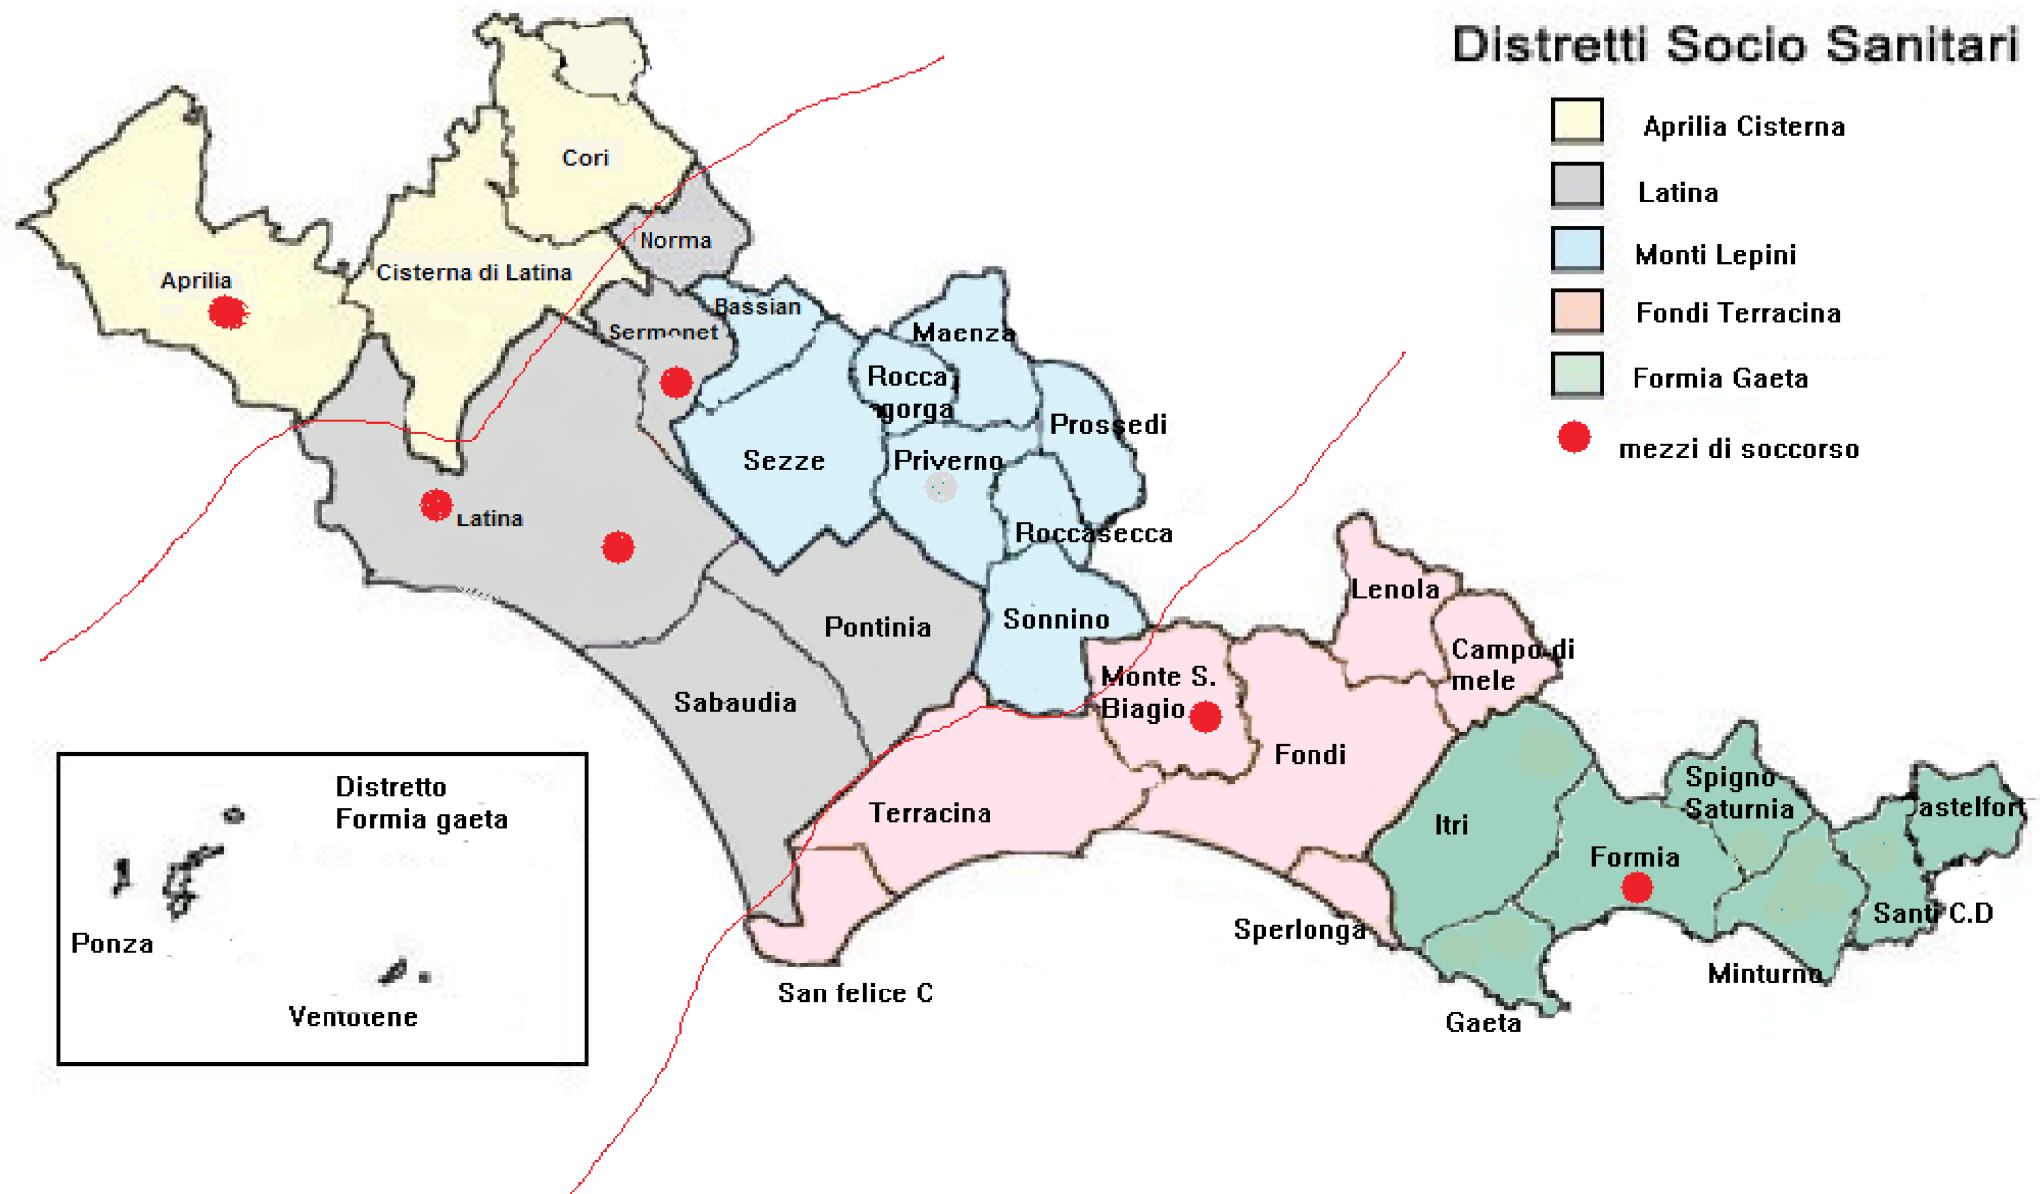 Distretti Socio Sanitari
Aprilia Cisterna
Latina
Monti Lepini
Fondi Terracina
Formia Gaeta
mezzi di soccorso
Cori
Norma
Cisterna di Latina
Aprilia
Bassian
Sermonet
Maenza
Rocca
gorga
Prossedi
Sezze
Priverno
Latina
Roccasecca
Lenola
Pontinia
Sonnino
Campo di
mele
Monte S.
Biagio
Sabaudia
Fondi
Terracina
Itri
Spigno
Saturnia
astelfort
Formia
Santi C.D
Sperlonga
Minturno
San felice C
Gaeta
Distretto
Formia gaeta
Ponza
Ventotene